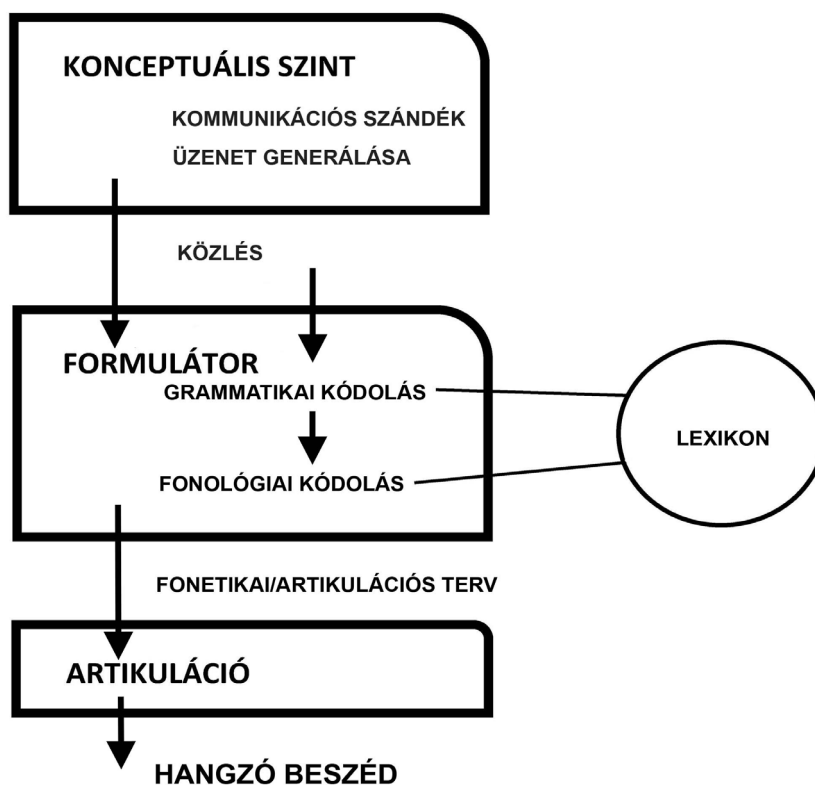 KONCEPTUÁLIS SZINT
KOMMUNIKÁCIÓS SZÁNDÉK
ÜZENET GENERÁLÁSA
KÖZLÉS
FORMULÁTOR
GRAMMATIKAI KÓDOLÁS
LEXIKON
FONOLÓGIAI KÓDOLÁS
FONETIKAI/ARTIKULÁCIÓS TERV
ARTIKULÁCIÓ
HANGZÓ BESZÉD